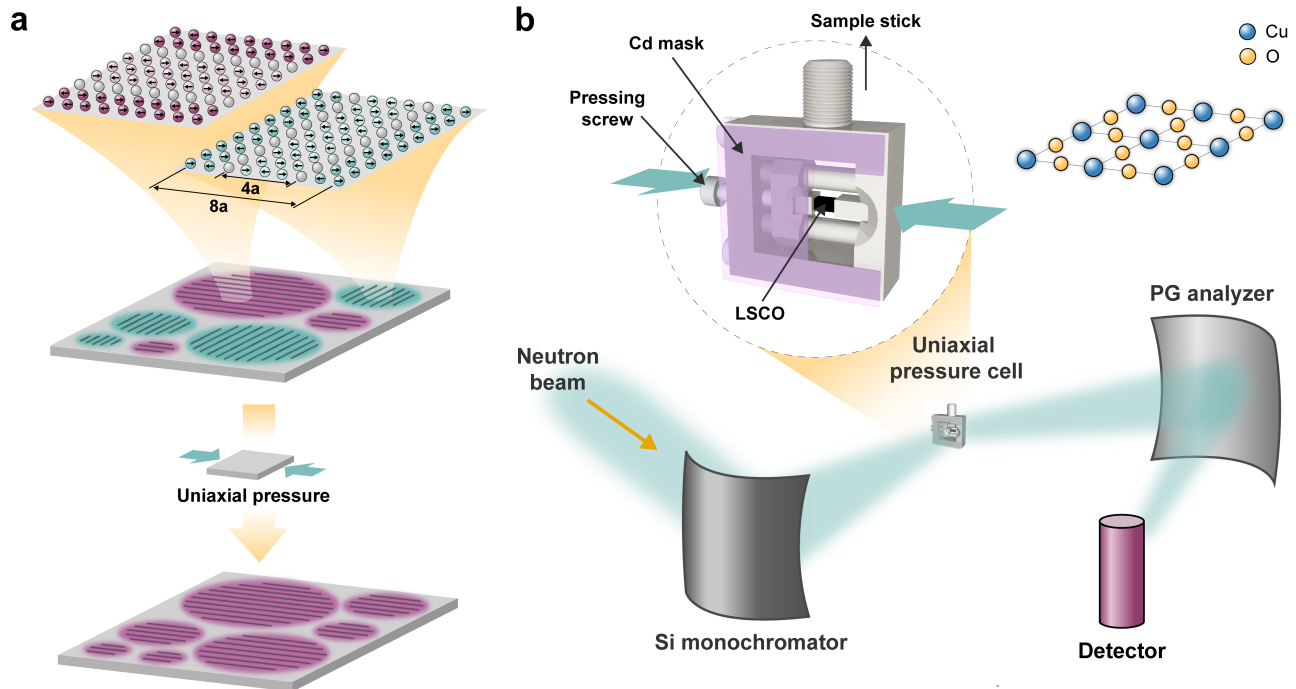 a
4a
8a
Uniaxial pressure
b
Sample stick
Cd mask
Pressing
screw
LSCO
Cu
O
Neutron
beam
Uniaxial
pressure cell
PG analyzer
Si monochromator
Detector